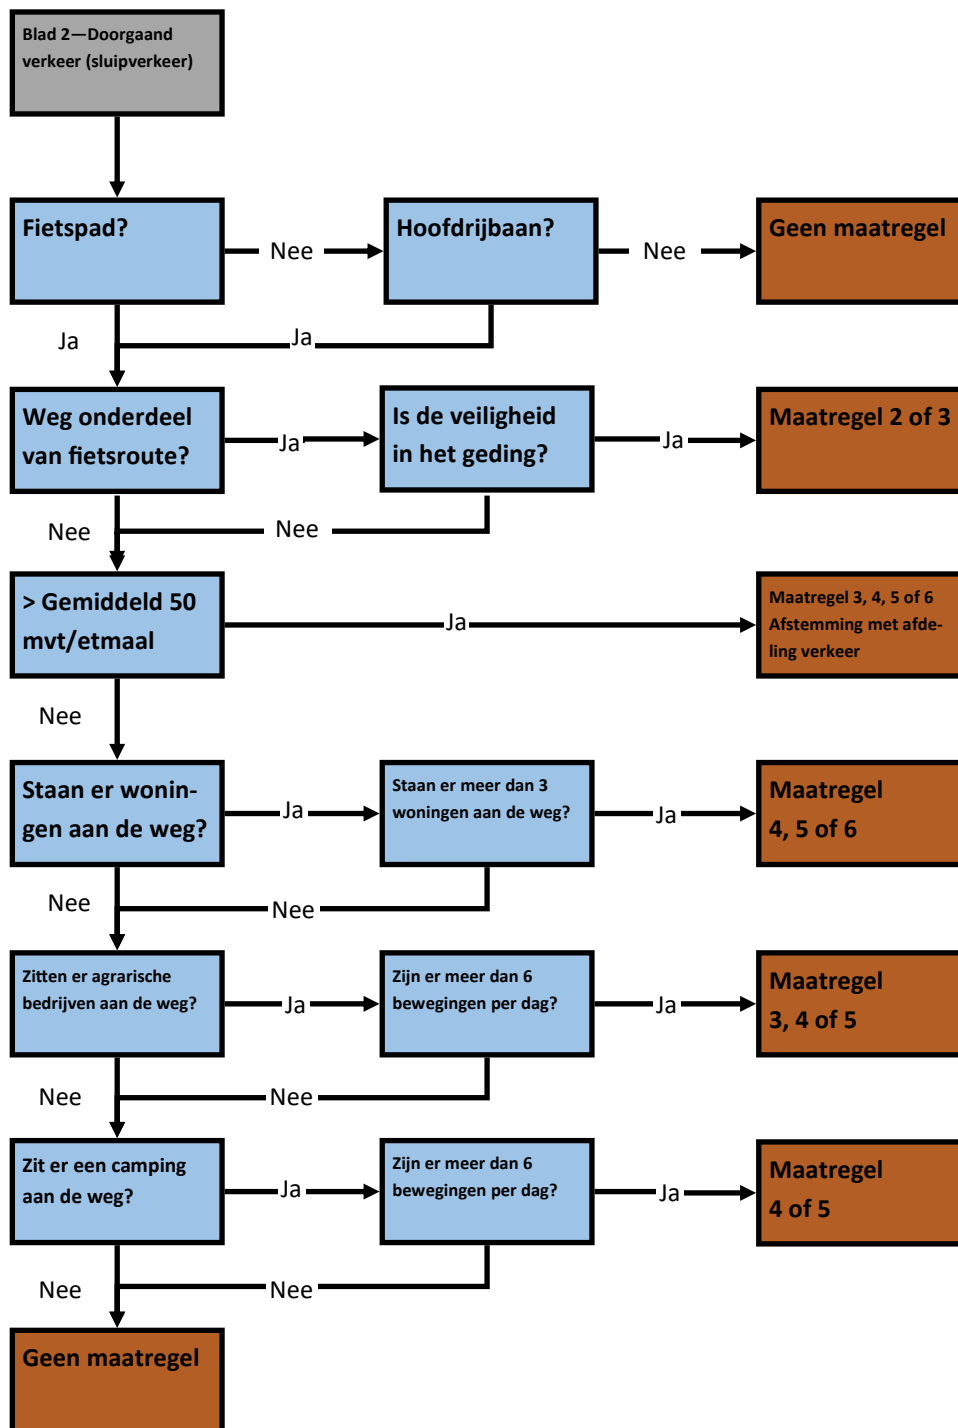 Blad 2—Doorgaand
verkeer (sluipverkeer)
Fietspad?
Nee
Hoofdrijbaan?
Nee
Geen maatregel
Ja
Ja
Weg onderdeel
van fietsroute?
Ja
Is de veiligheid
in het geding?
Ja
Maatregel 2 of 3
Nee
Nee
> Gemiddeld 50
mvt/etmaal
Ja
Maatregel 3, 4, 5 of 6
Afstemming met afde-
ling verkeer
Nee
Staan er wonin-
gen aan de weg?
Ja
Staan er meer dan 3
woningen aan de weg?
Ja
Maatregel
4, 5 of 6
Nee
Nee
Zitten er agrarische
bedrijven aan de weg?
Ja
Zijn er meer dan 6
bewegingen per dag?
Ja
Maatregel
3, 4 of 5
Nee
Nee
Zit er een camping
aan de weg?
Ja
Zijn er meer dan 6
bewegingen per dag?
Ja
Maatregel
4 of 5
Nee
Nee
Geen maatregel